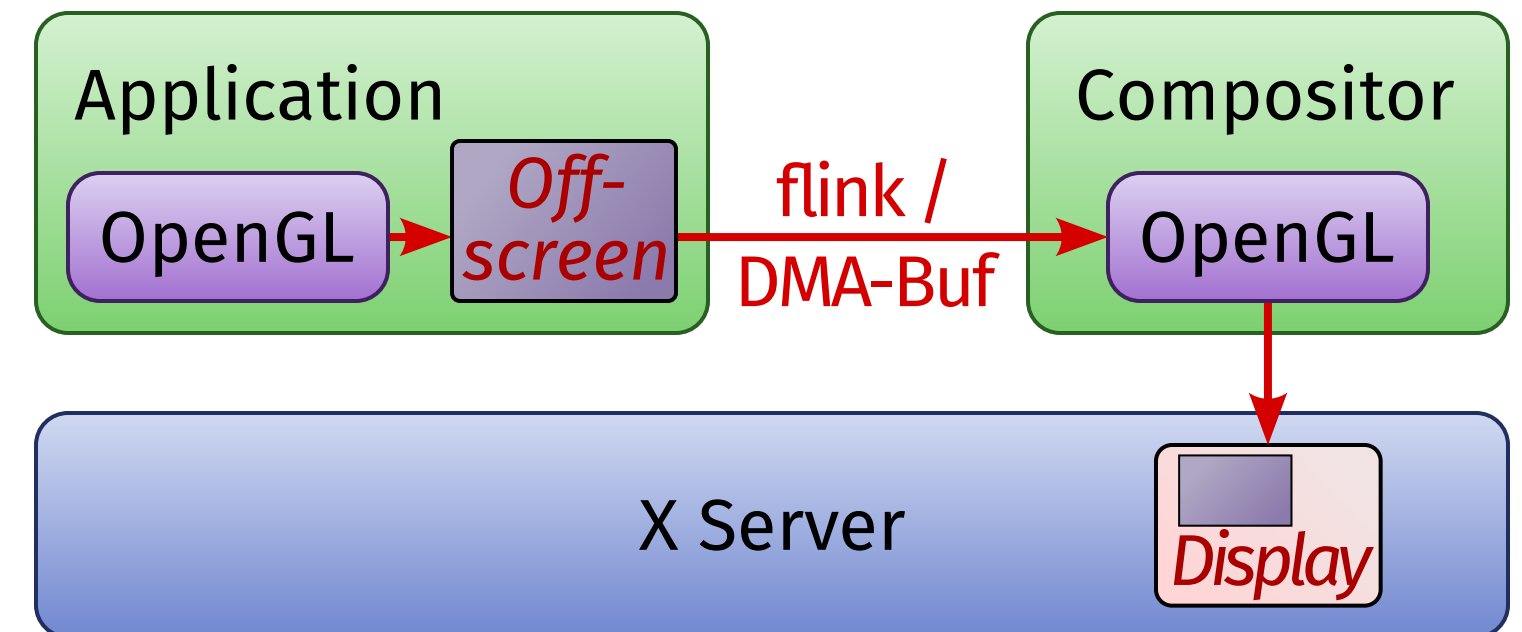 Application
OpenGL
Off-
screen
flink /
DMA-Buf
Compositor
OpenGL
X Server
Display